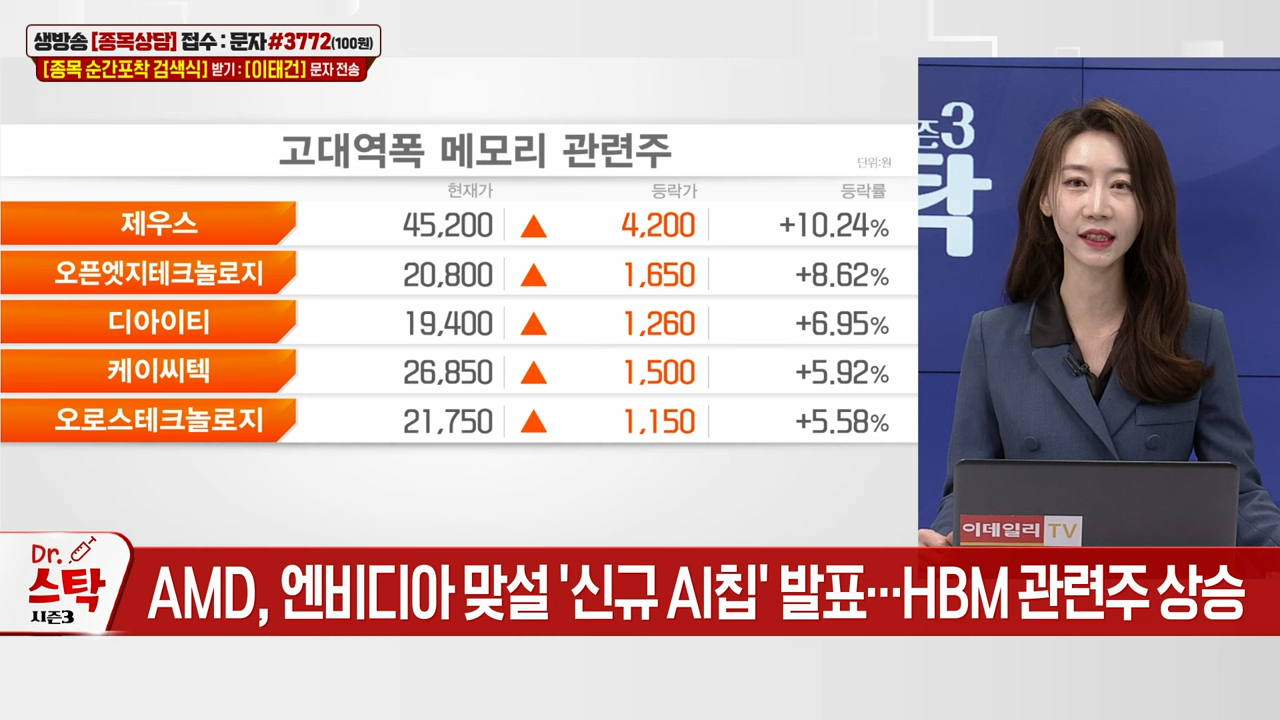 생방송 [종목상담] 접수 : 문자#3772(100원)
[종목 순간포착 검색식] 받기 : [이태건] 문자 전송
고대역폭 메모리 관련주
단위:원
현재가 등락가 등락률
제우스 45,200 ▲ 4,200 +10.24%
오픈엣지테크놀로지 20,800 ▲ 1,650 +8.62%
디아이티 19,400 ▲ 1,260 +6.95%
케이씨텍 26,850 ▲ 1,500 +5.92%
오로스테크놀로지 21,750 ▲ 1,150 +5.58%
즌3
탁
이데일리 TV
Dr.
스탁
시즌3
AMD, 엔비디아 맞설 '신규 AI칩' 발표…HBM 관련주 상승